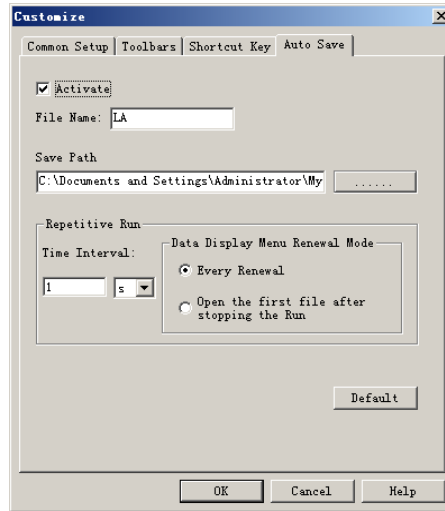 Customize
Common Setup Toolbars Shortcut Key Auto Save
Activate
File Name: LA
Save Path
C:\Documents and Settings\Administrator\My ......
Repetitive Run
Data Display Menu Renewal Mode
Time Interval:
Every Renewal
1 s
Open the first file after
stopping the Run
Default
OK Cancel Help